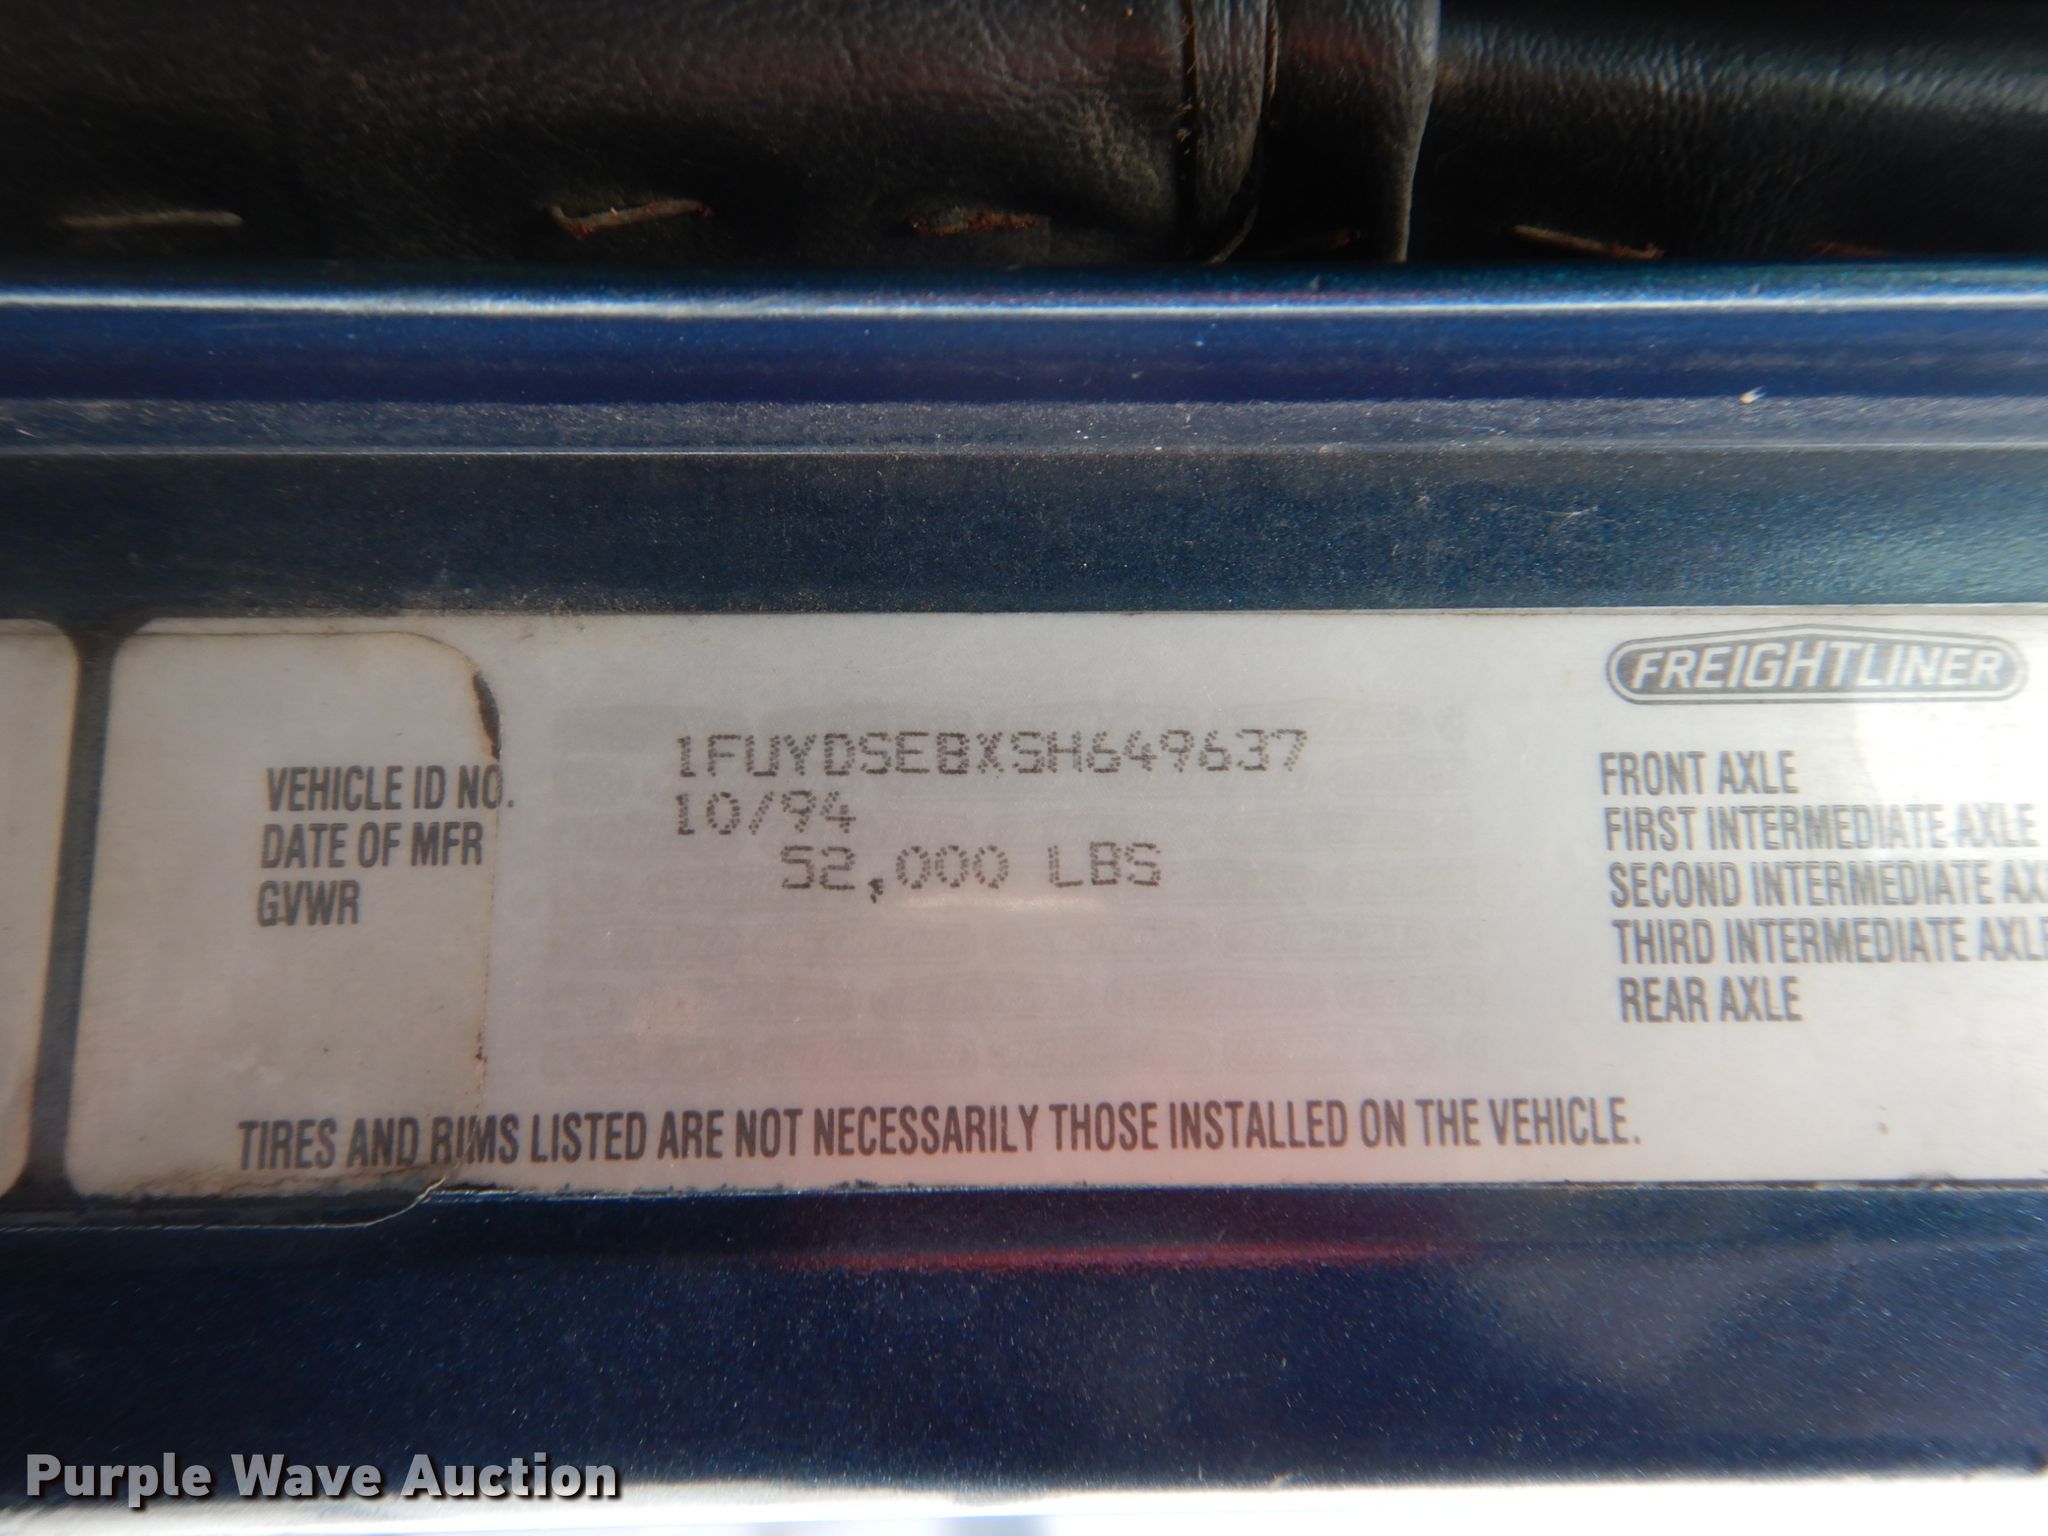 FREIGHTLINER
VEHICLE ID NO. 1FUYDSEBXSH649637
DATE OF MFR 10/94
GVWR 52,000 LBS
FRONT AXLE
FIRST INTERMEDIATE AXLE
SECOND INTERMEDIATE AX
THIRD INTERMEDIATE AXLE
REAR AXLE
TIRES AND RIMS LISTED ARE NOT NECESSARILY THOSE INSTALLED ON THE VEHICLE.
Purple Wave Auction